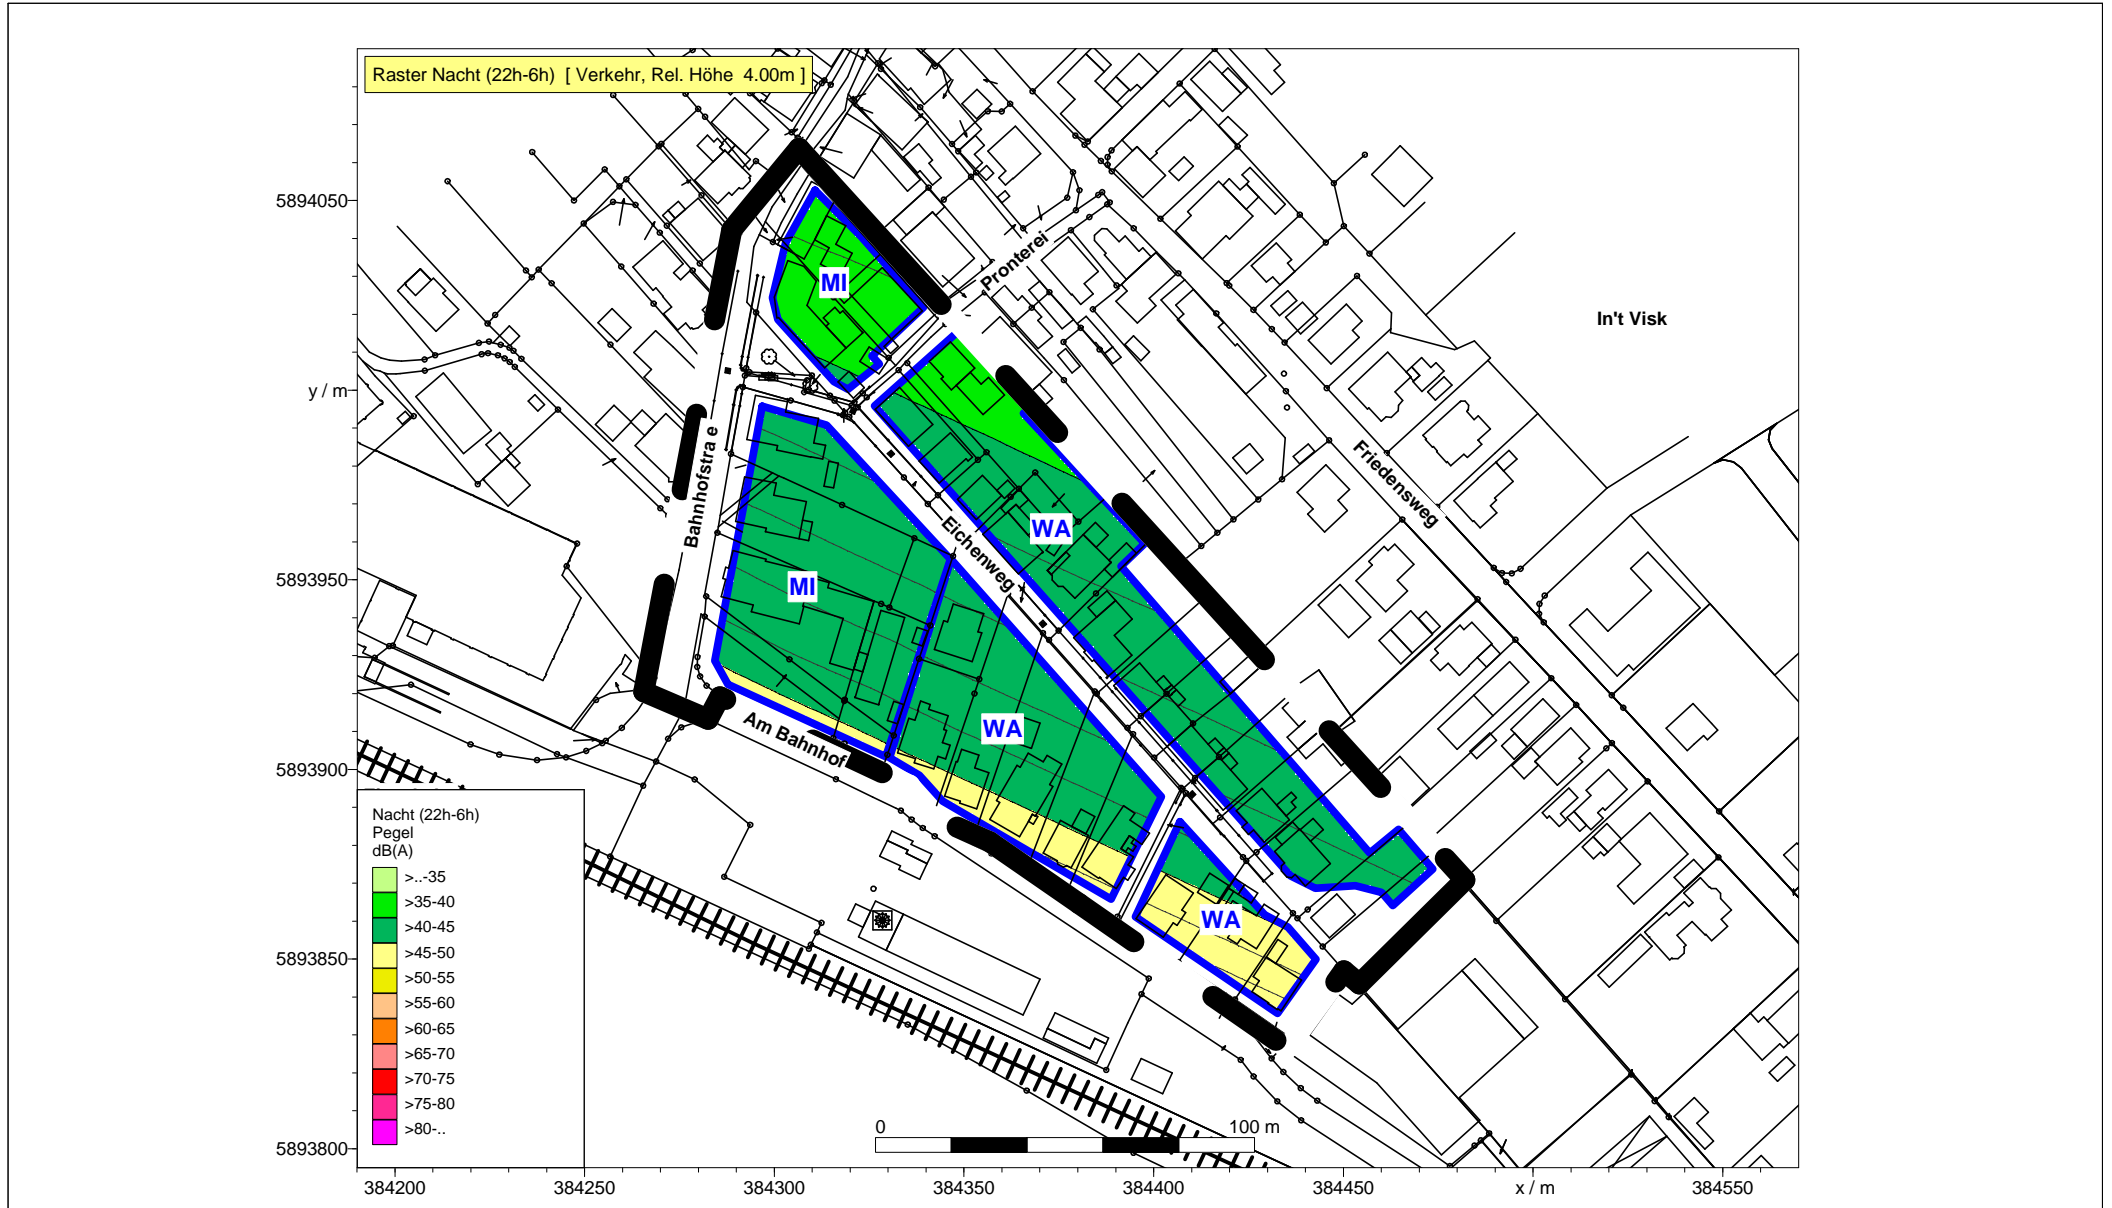 Raster Nacht (22h-6h) [ Verkehr, Rel. Höhe 4.00m ]
5894050
y / m
5893950
5893900
5893850
5893800
MI
Pronterei
In't Visk
Bahnhofstra e
Friedensweg
WA
Eichenweg
MI
WA
Am Bahnhof
WA
Nacht (22h-6h)
Pegel
dB(A)
>..-35
>35-40
>40-45
>45-50
>50-55
>55-60
>60-65
>65-70
>70-75
>75-80
>80-..
0 100 m
384200 384250 384300 384350 384400 384450 x / m 384550